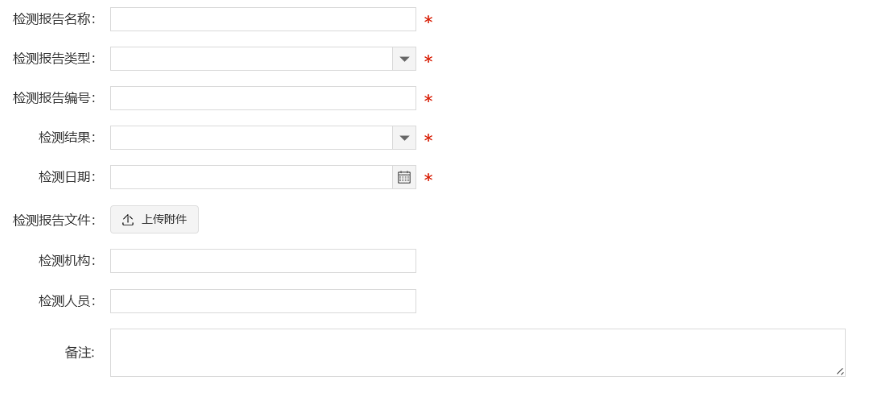 检测报告名称： *
检测报告类型： *
检测报告编号： *
检测结果： *
检测日期： *
检测报告文件： 上传附件
检测机构：
检测人员：
备注: